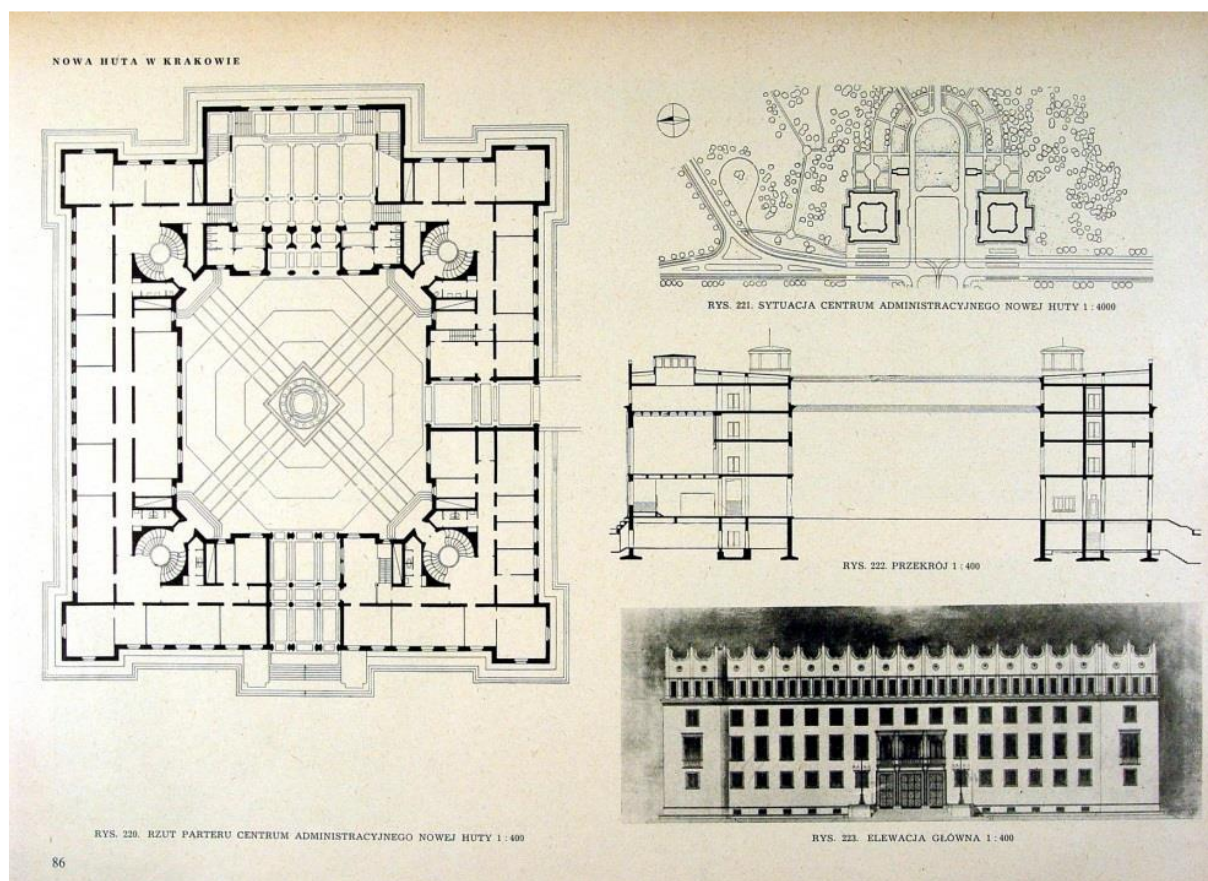 NOWA HUTA W KRAKOWIE
RYS. 221. SYTUACJA CENTRUM ADMINISTRACYJNEGO NOWEJ HUTY 1 : 4000
RYS. 222. PRZEKRÓJ 1 : 400
RYS. 220. RZUT PARTERU CENTRUM ADMINISTRACYJNEGO NOWEJ HUTY 1 : 400
RYS. 223. ELEWACJA GŁÓWNA 1 : 400
86